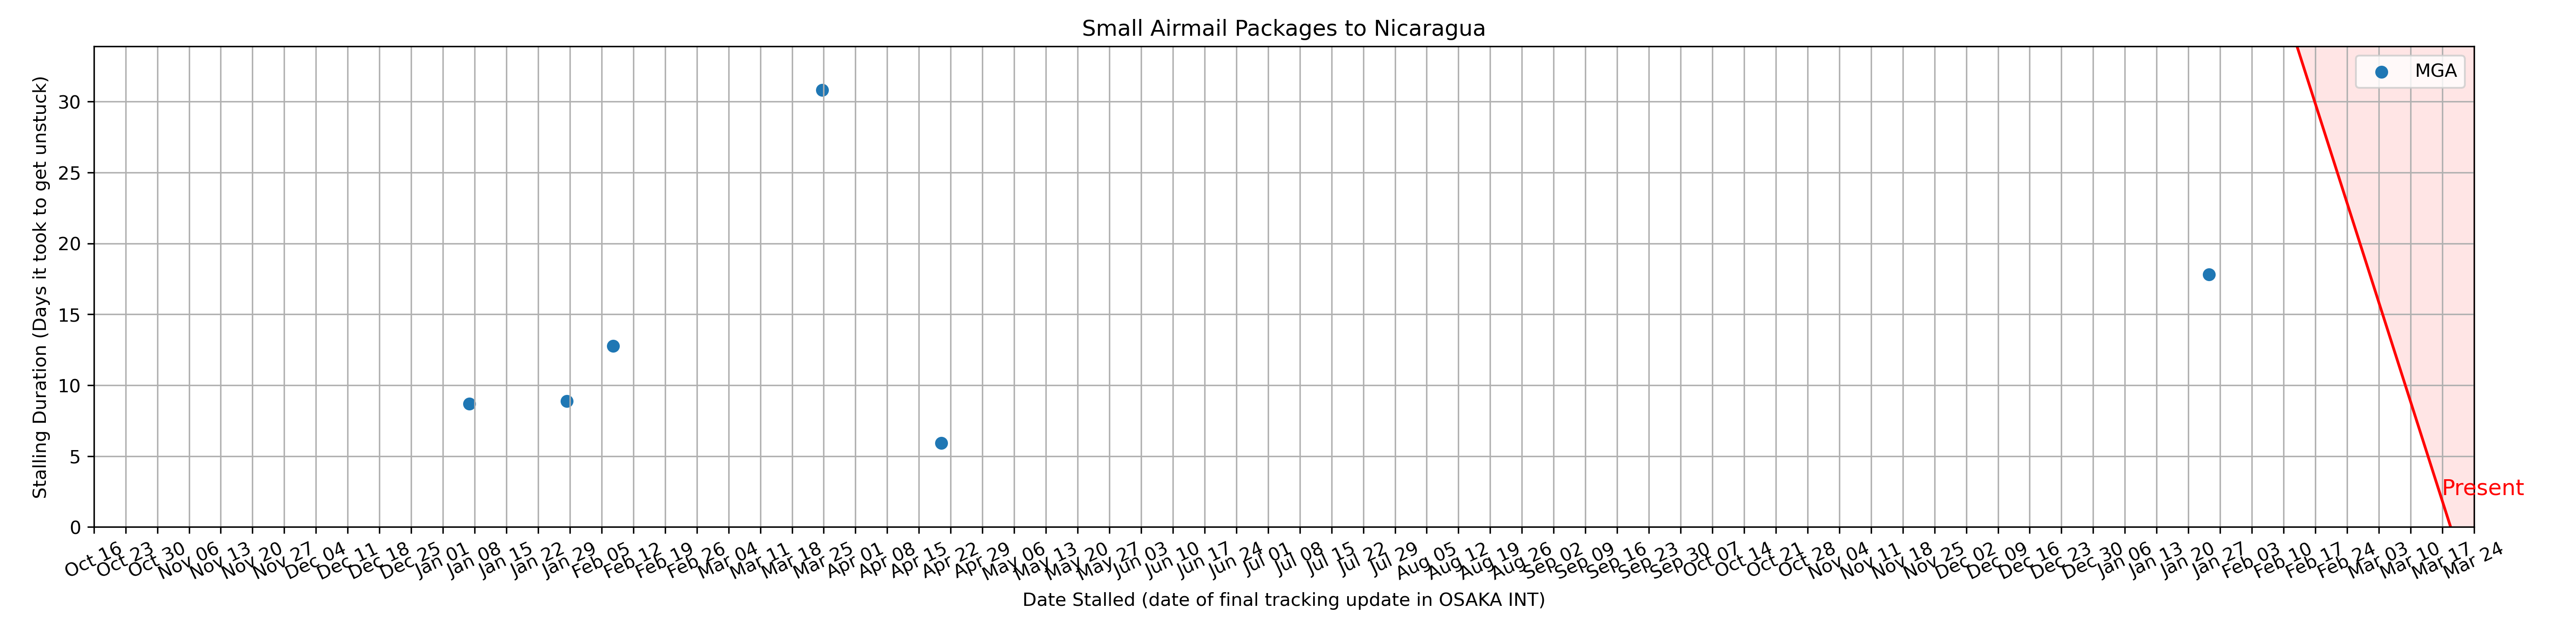 Small Airmail Packages to Nicaragua
MGA
Stalling Duration (Days it took to get unstuck)
30
25
20
15
10
5
0
Present
Oct 16
Oct 23
Oct 30
Nov 06
Nov 13
Nov 20
Nov 27
Dec 04
Dec 11
Dec 18
Dec 25
Jan 01
Jan 08
Jan 15
Jan 22
Jan 29
Feb 05
Feb 12
Feb 19
Feb 26
Mar 04
Mar 11
Mar 18
Mar 25
Apr 01
Apr 08
Apr 15
Apr 22
Apr 29
May 06
May 13
May 20
May 27
Jun 03
Jun 10
Jun 17
Jun 24
Jul 01
Jul 08
Jul 15
Jul 22
Jul 29
Aug 05
Aug 12
Aug 19
Aug 26
Sep 02
Sep 09
Sep 16
Sep 23
Sep 30
Oct 07
Oct 14
Oct 21
Oct 28
Nov 04
Nov 11
Nov 18
Nov 25
Dec 02
Dec 09
Dec 16
Dec 23
Dec 30
Jan 06
Jan 13
Jan 20
Jan 27
Feb 03
Feb 10
Feb 17
Feb 24
Mar 03
Mar 10
Mar 17
Mar 24
Date Stalled (date of final tracking update in OSAKA INT)